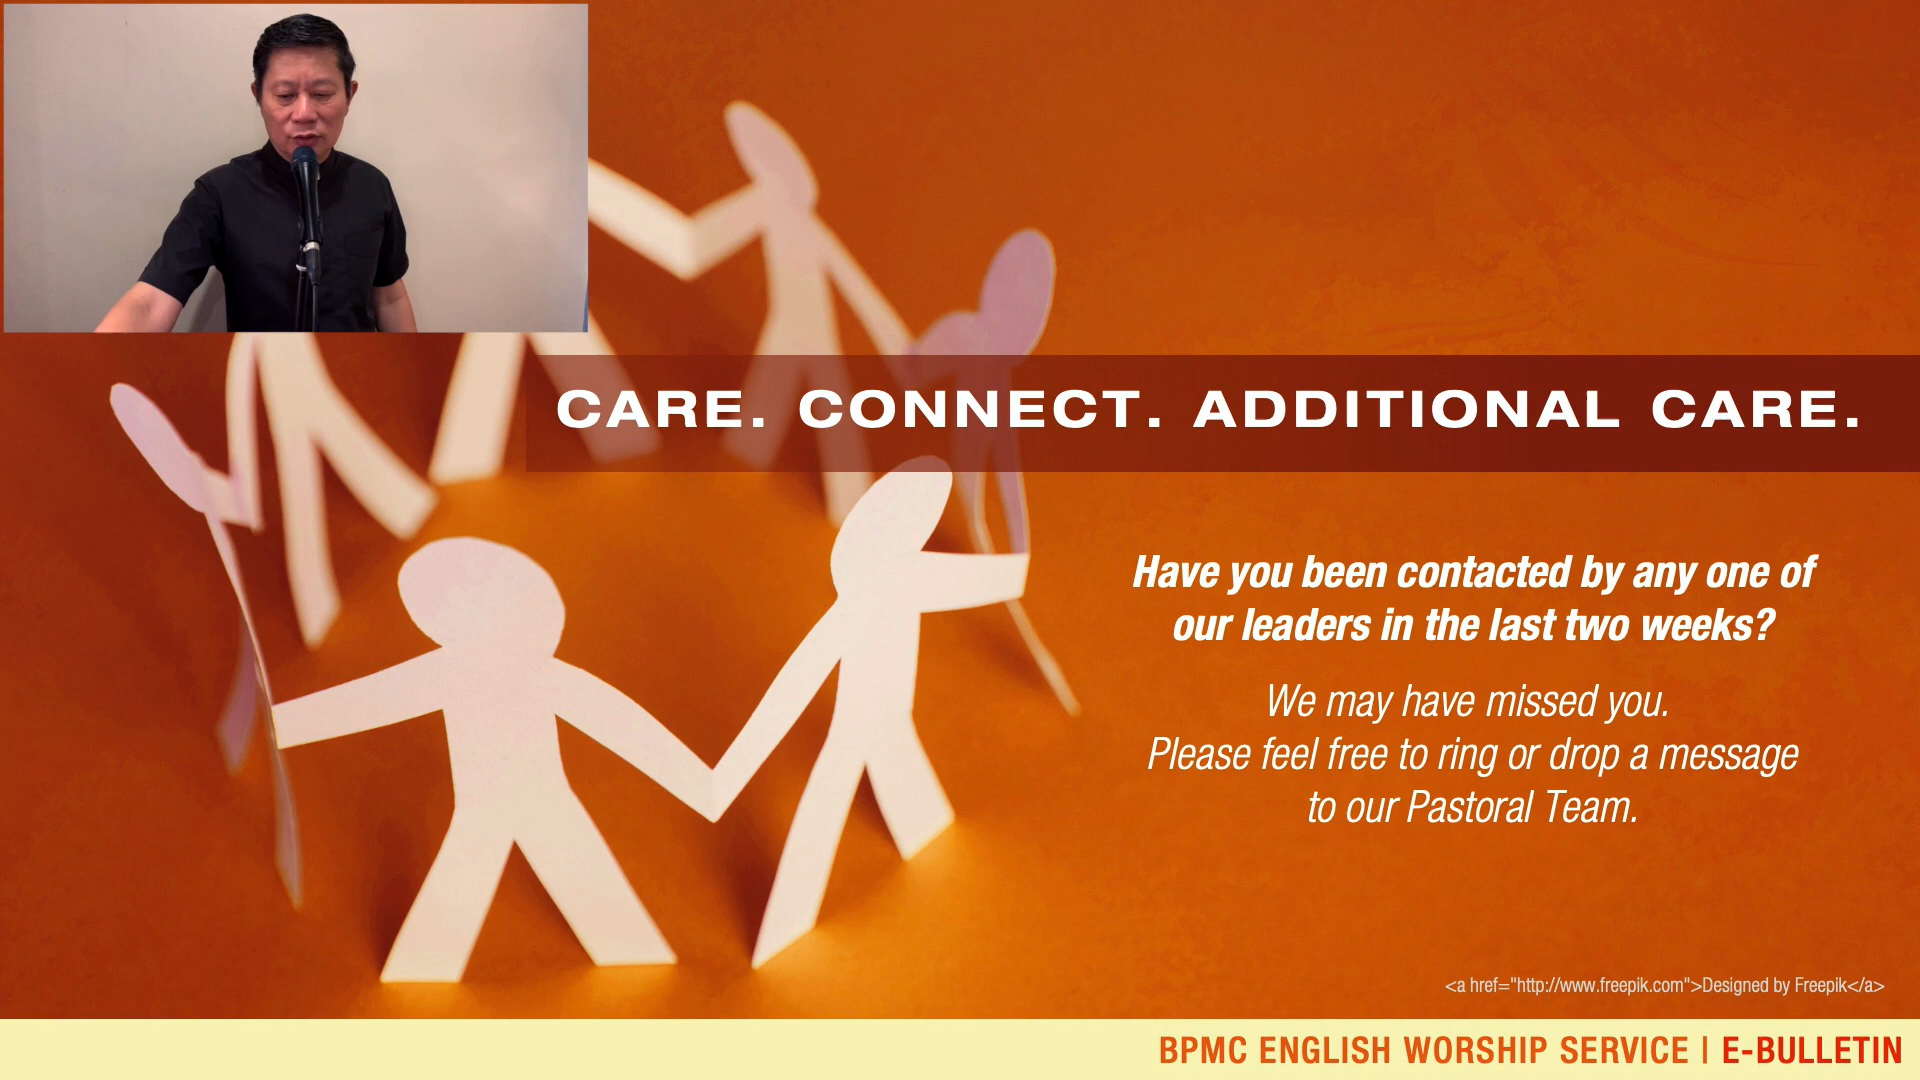 CARE. CONNECT. ADDITIONAL CARE.
Have you been contacted by any one of
our leaders in the last two weeks?
We may have missed you.
Please feel free to ring or drop a message
to our Pastoral Team.
<a href="http://www.freepik.com">Designed by Freepik</a>
BPMC ENGLISH WORSHIP SERVICE | E-BULLETIN